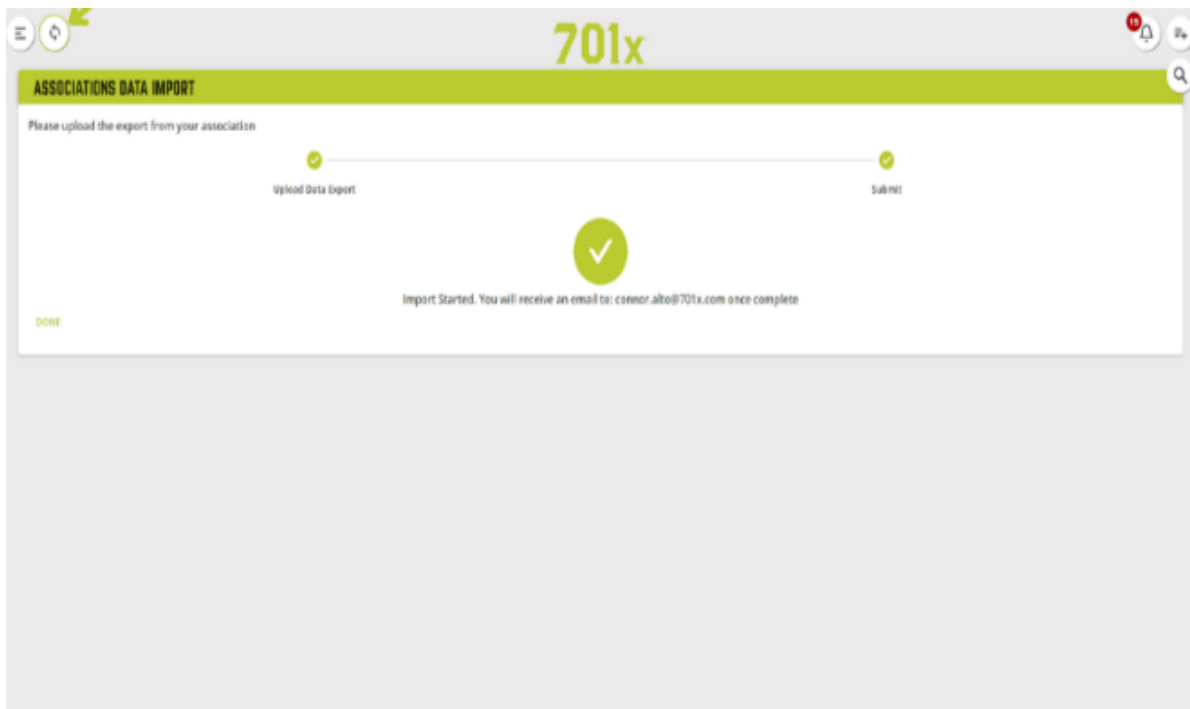 701x
15
ASSOCIATIONS DATA IMPORT
Please upload the export from your association
Upload Data Export
Submit
Import Started. You will receive an email to: connor.alto@701x.com once complete
DONE